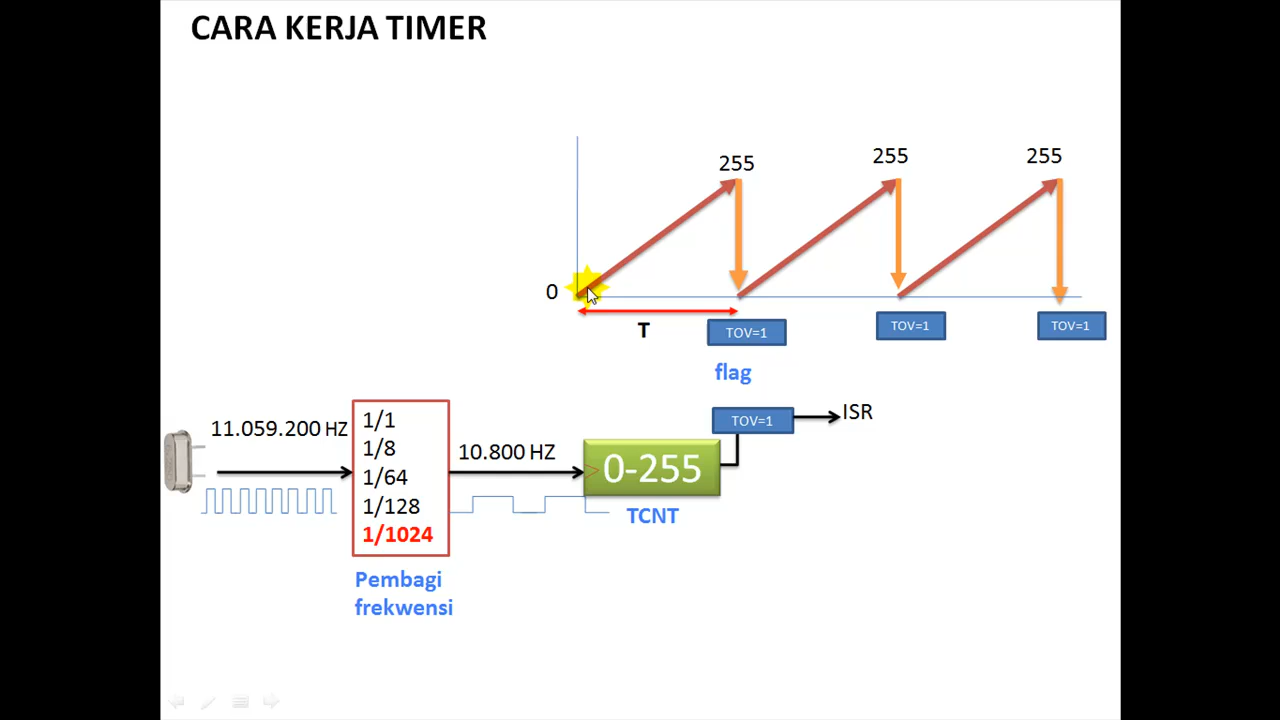 CARA KERJA TIMER
255
255
255
0
T
TOV=1
TOV=1
TOV=1
flag
11.059.200 HZ
1/1
1/8
1/64
1/128
1/1024
10.800 HZ
0-255
TOV=1
ISR
TCNT
Pembagi
frekwensi